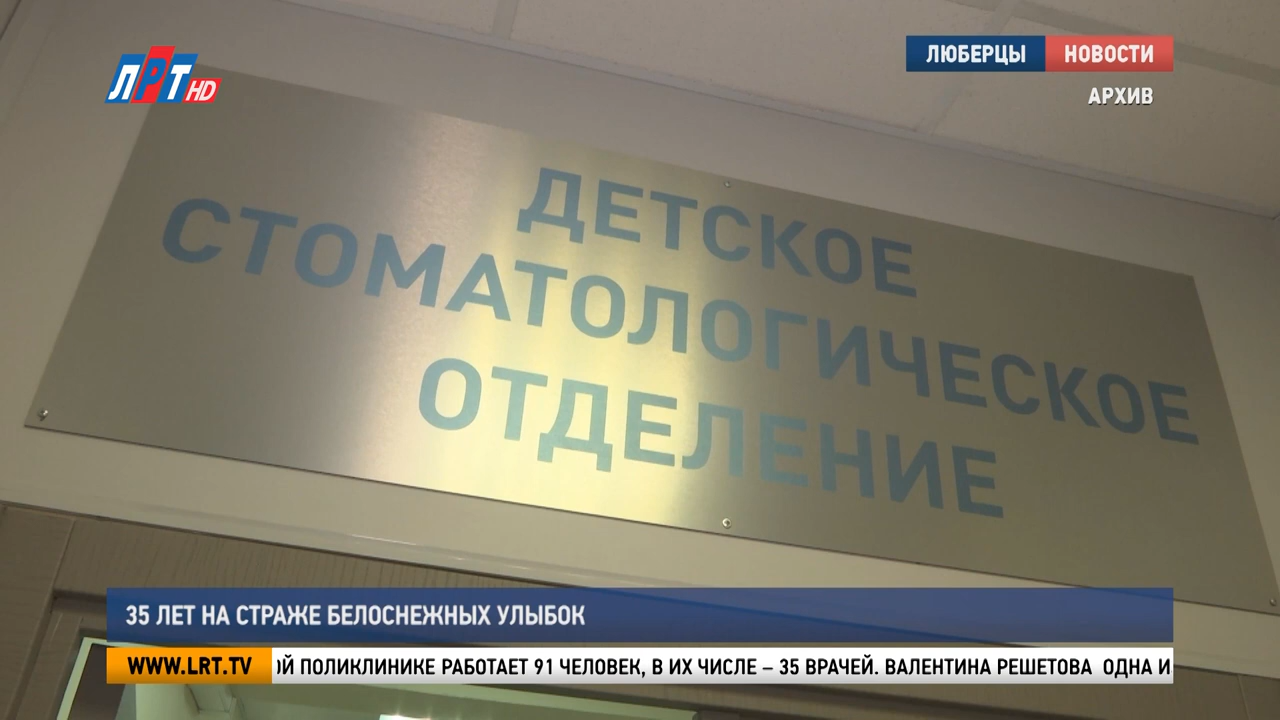 ЛРТ HD
ЛЮБЕРЦЫ НОВОСТИ
АРХИВ
ДЕТСКОЕ
СТОМАТОЛОГИЧЕСКОЕ
ОТДЕЛЕНИЕ
35 ЛЕТ НА СТРАЖЕ БЕЛОСНЕЖНЫХ УЛЫБОК
WWW.LRT.TV ОЙ ПОЛИКЛИНИКЕ РАБОТАЕТ 91 ЧЕЛОВЕК, В ИХ ЧИСЛЕ – 35 ВРАЧЕЙ. ВАЛЕНТИНА РЕШЕТОВА ОДНА И